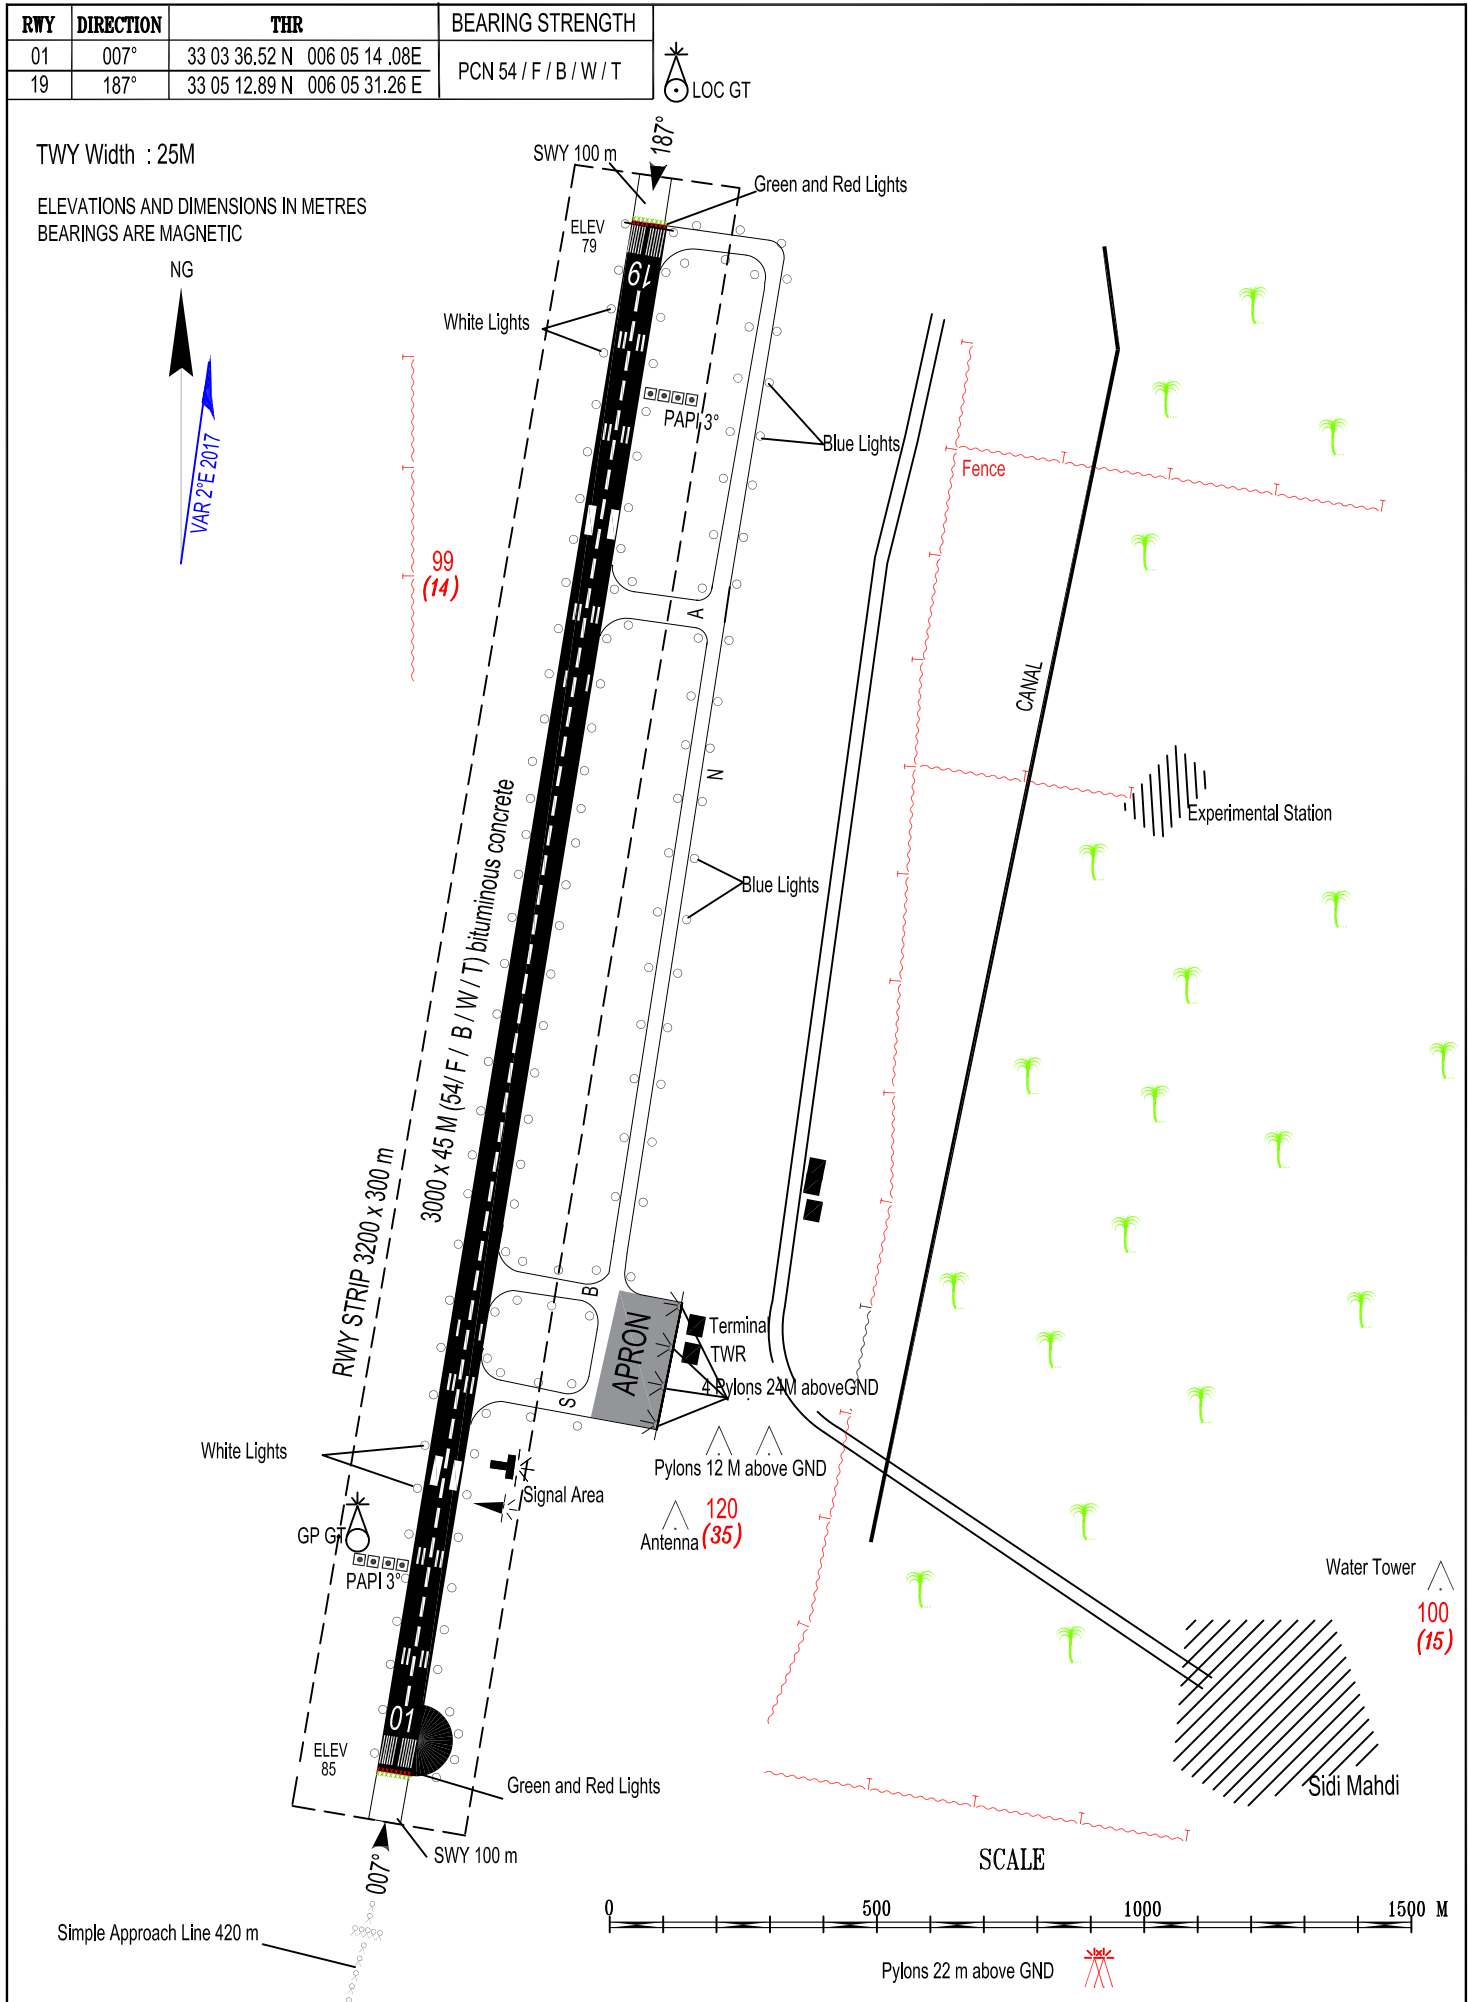 RWY DIRECTION THR BEARING STRENGTH
01 007° 33 03 36.52 N 006 05 14 .08E PCN 54 / F / B / W / T
19 187° 33 05 12.89 N 006 05 31.26 E
LOC GT
TWY Width : 25M
187°
SWY 100 m
Green and Red Lights
ELEVATIONS AND DIMENSIONS IN METRES
BEARINGS ARE MAGNETIC
ELEV
79
NG
19
White Lights
VAR 2°E 2017
PAPI 3°
Blue Lights
Fence
99
(14)
A
CANAL
N
Experimental Station
3000 x 45 M (54/ F / B / W / T) bituminous concrete
Blue Lights
RWY STRIP 3200 x 300 m
B
APRON
Terminal
TWR
4 Pylons 24M aboveGND
S
White Lights
Pylons 12 M above GND
Signal Area
120
(35)
Antenna
GP GT
PAPI 3°
Water Tower
100
(15)
01
ELEV
85
Green and Red Lights
Sidi Mahdi
SWY 100 m
007°
SCALE
0 500 1000 1500 M
Simple Approach Line 420 m
Pylons 22 m above GND